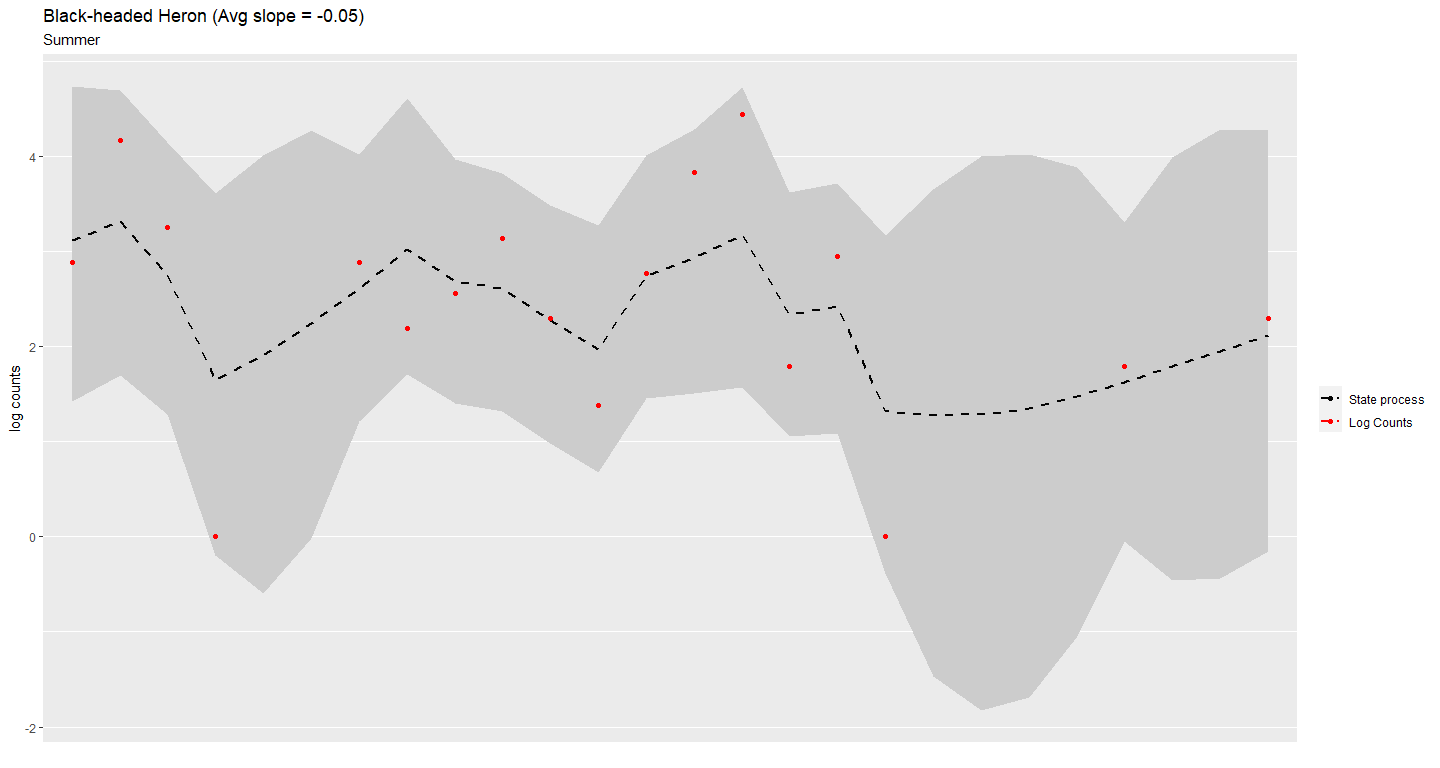 Black-headed Heron (Avg slope = -0.05)
Summer
4
2
0
-2
log counts
State process
Log Counts